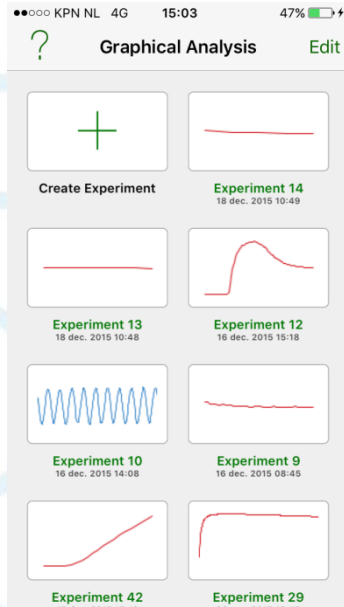 KPN NL 4G 15:03 47%
? Graphical Analysis Edit
Create Experiment
Experiment 14
18 dec. 2015 10:49
Experiment 13
18 dec. 2015 10:48
Experiment 12
16 dec. 2015 15:18
Experiment 10
16 dec. 2015 14:08
Experiment 9
16 dec. 2015 08:45
Experiment 42
Experiment 29